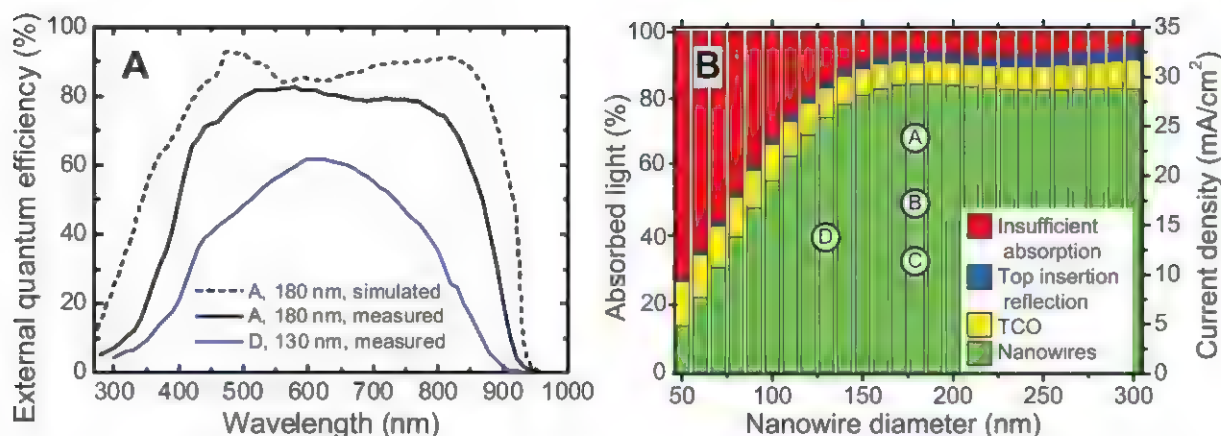 A
External quantum efficiency (%)
100
80
60
40
20
0
A, 180 nm, simulated
A, 180 nm, measured
D, 130 nm, measured
300 400 500 600 700 800 900 1000
Wavelength (nm)
B
Absorbed light (%)
100
80
60
40
20
0
A
B
C
D
Insufficient
absorption
Top insertion
reflection
TCO
Nanowires
35
30
25
20
15
10
5
0
Current density (mA/cm²)
50 100 150 200 250 300
Nanowire diameter (nm)